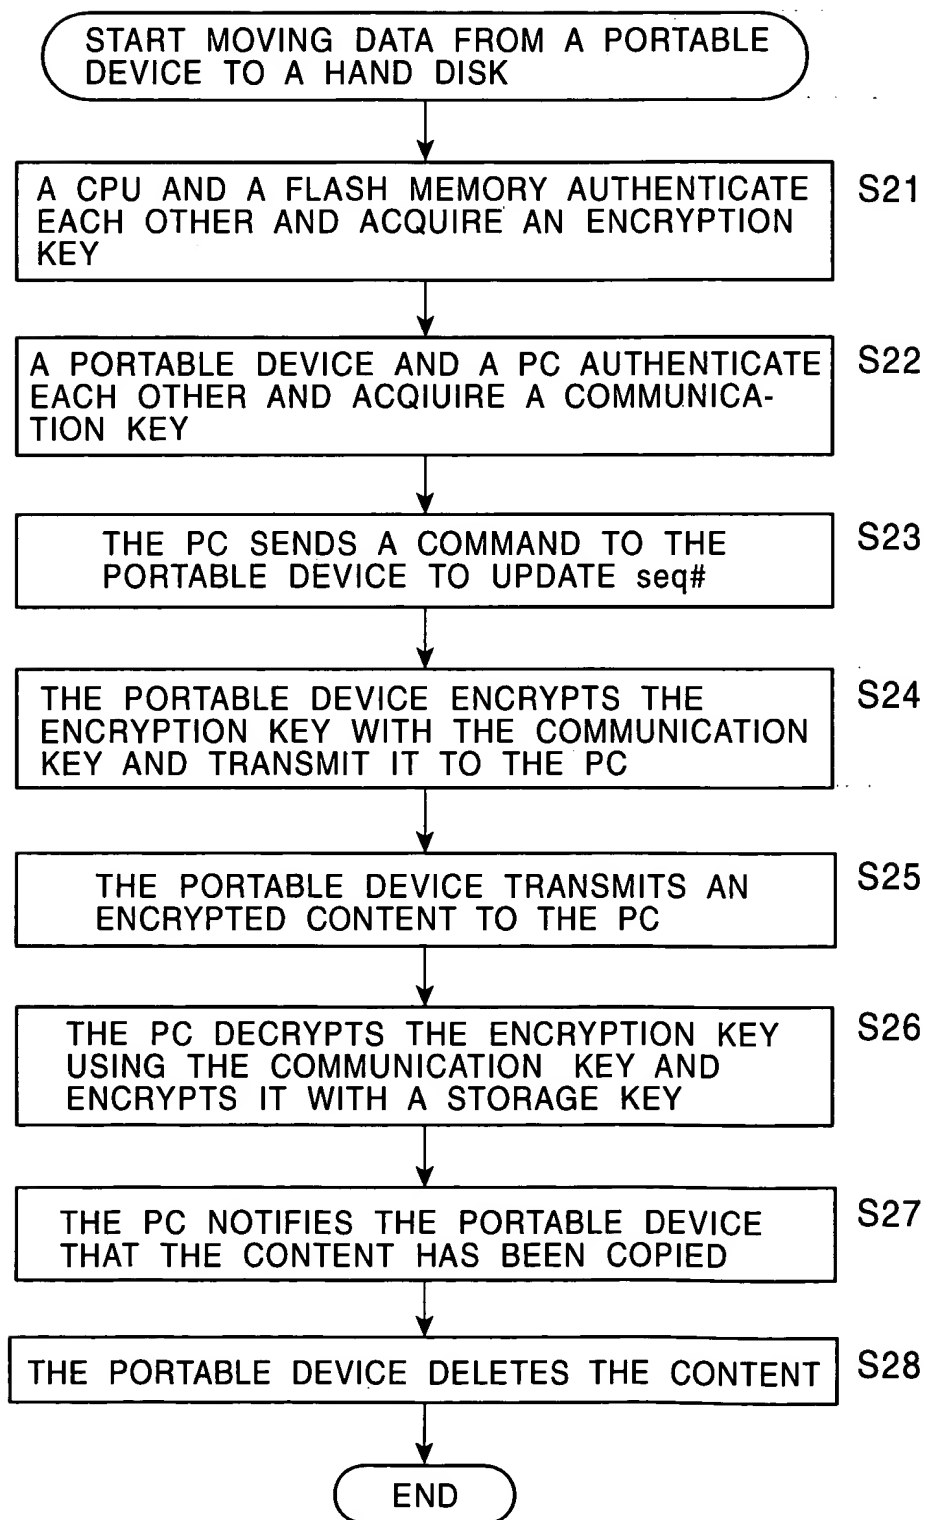 START MOVING DATA FROM A PORTABLE
DEVICE TO A HAND DISK
A CPU AND A FLASH MEMORY AUTHENTICATE
EACH OTHER AND ACQUIRE AN ENCRYPTION
KEY
S21
A PORTABLE DEVICE AND A PC AUTHENTICATE
EACH OTHER AND ACQIUIRE A COMMUNICA-
TION KEY
S22
THE PC SENDS A COMMAND TO THE
PORTABLE DEVICE TO UPDATE seq#
S23
THE PORTABLE DEVICE ENCRYPTS THE
ENCRYPTION KEY WITH THE COMMUNICATION
KEY AND TRANSMIT IT TO THE PC
S24
THE PORTABLE DEVICE TRANSMITS AN
ENCRYPTED CONTENT TO THE PC
S25
THE PC DECRYPTS THE ENCRYPTION KEY
USING THE COMMUNICATION KEY AND
ENCRYPTS IT WITH A STORAGE KEY
S26
THE PC NOTIFIES THE PORTABLE DEVICE
THAT THE CONTENT HAS BEEN COPIED
S27
THE PORTABLE DEVICE DELETES THE CONTENT
S28
END